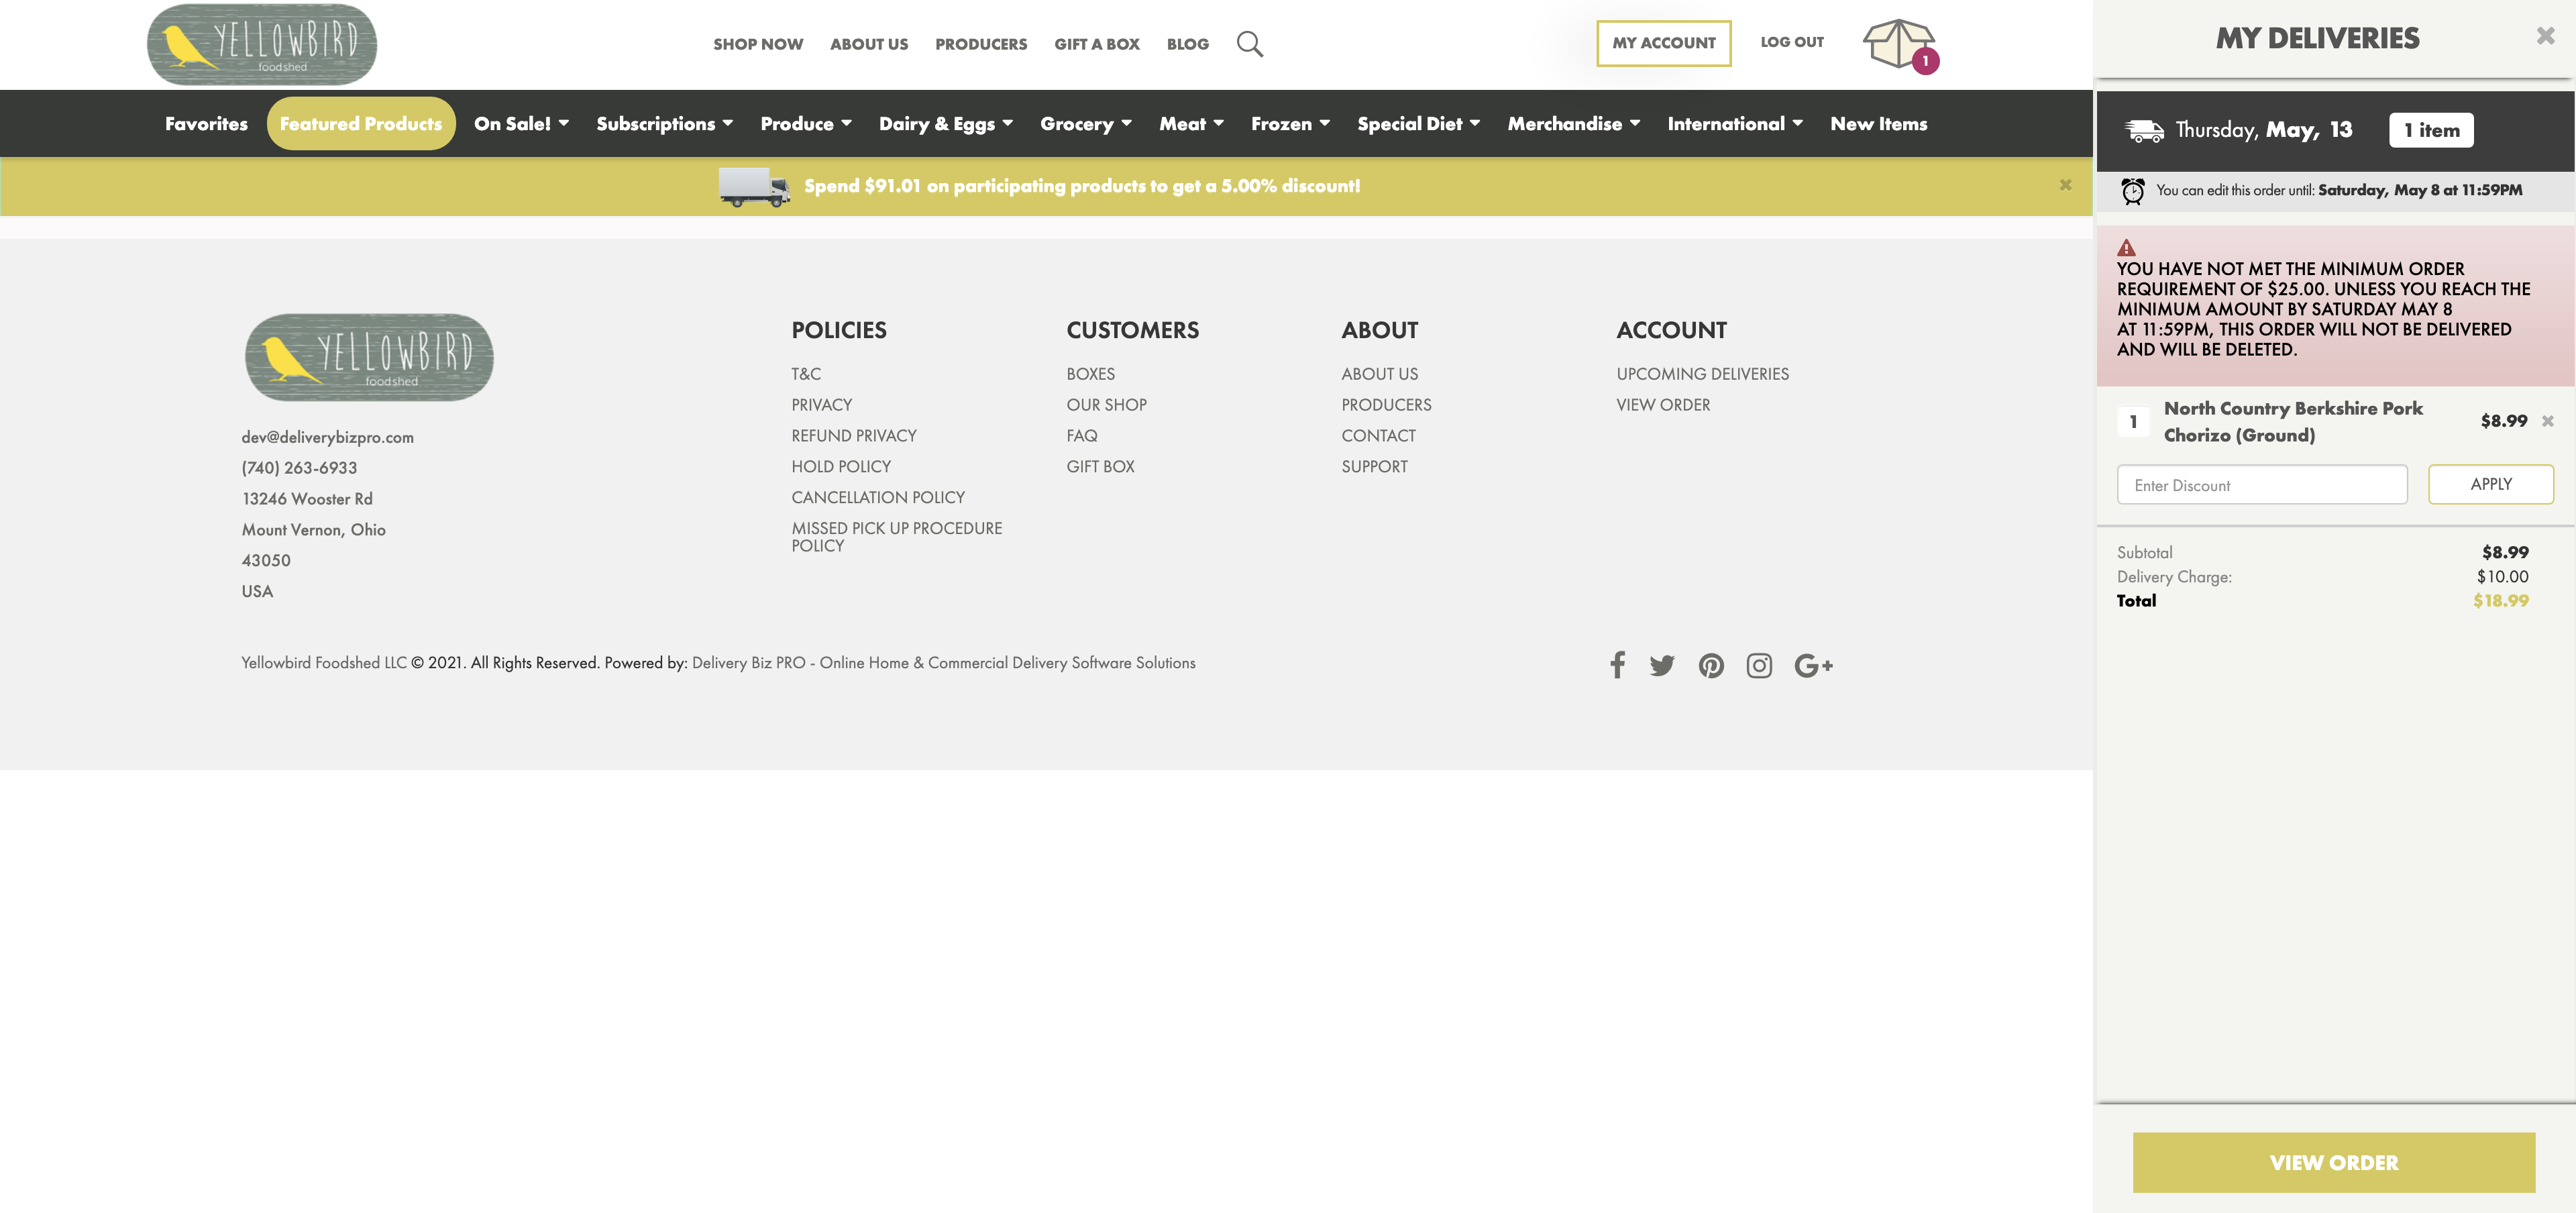 YELLOWBIRD
foodshed
SHOP NOW ABOUT US PRODUCERS GIFT A BOX BLOG
MY ACCOUNT LOG OUT 1
Favorites Featured Products On Sale! Subscriptions Produce Dairy & Eggs Grocery Meat Frozen Special Diet Merchandise International New Items
Spend $91.01 on participating products to get a 5.00% discount!
YELLOWBIRD
foodshed
dev@deliverybizpro.com
(740) 263-6933
13246 Wooster Rd
Mount Vernon, Ohio
43050
USA
POLICIES
T&C
PRIVACY
REFUND PRIVACY
HOLD POLICY
CANCELLATION POLICY
MISSED PICK UP PROCEDURE
POLICY
CUSTOMERS
BOXES
OUR SHOP
FAQ
GIFT BOX
ABOUT
ABOUT US
PRODUCERS
CONTACT
SUPPORT
ACCOUNT
UPCOMING DELIVERIES
VIEW ORDER
Yellowbird Foodshed LLC © 2021. All Rights Reserved. Powered by: Delivery Biz PRO - Online Home & Commercial Delivery Software Solutions
MY DELIVERIES
Thursday, May, 13 1 item
You can edit this order until: Saturday, May 8 at 11:59PM
YOU HAVE NOT MET THE MINIMUM ORDER
REQUIREMENT OF $25.00. UNLESS YOU REACH THE
MINIMUM AMOUNT BY SATURDAY MAY 8
AT 11:59PM, THIS ORDER WILL NOT BE DELIVERED
AND WILL BE DELETED.
1 North Country Berkshire Pork $8.99
Chorizo (Ground)
Enter Discount APPLY
Subtotal $8.99
Delivery Charge: $10.00
Total $18.99
VIEW ORDER